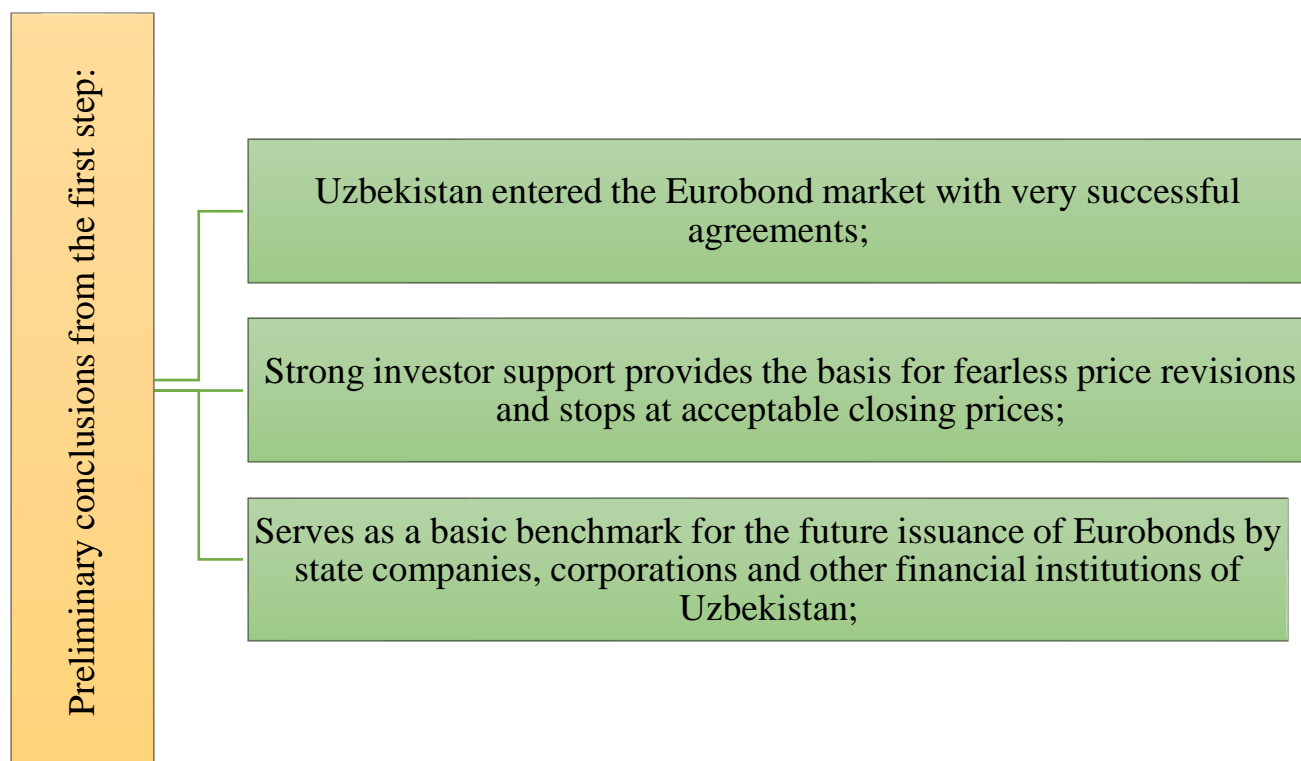 Preliminary conclusions from the first step:
Uzbekistan entered the Eurobond market with very successful
agreements;
Strong investor support provides the basis for fearless price revisions
and stops at acceptable closing prices;
Serves as a basic benchmark for the future issuance of Eurobonds by
state companies, corporations and other financial institutions of
Uzbekistan;